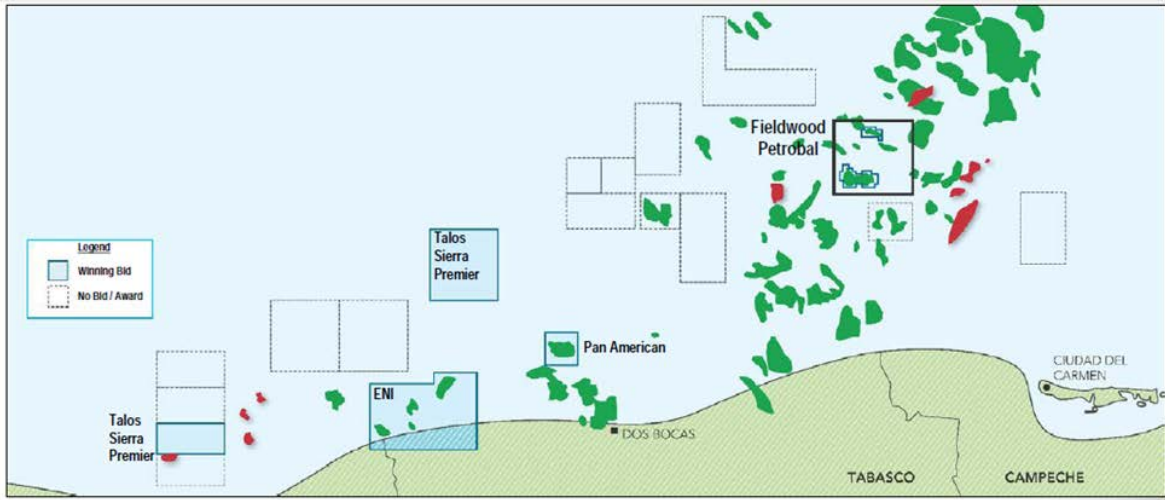 Fieldwood
Petrobal
Talos
Sierra
Premier
Legend
Winning Bid
No Bid / Award
Pan American
CIUDAD DEL
CARMEN
ENI
Talos
Sierra
Premier
DOS BOCAS
TABASCO
CAMPECHE